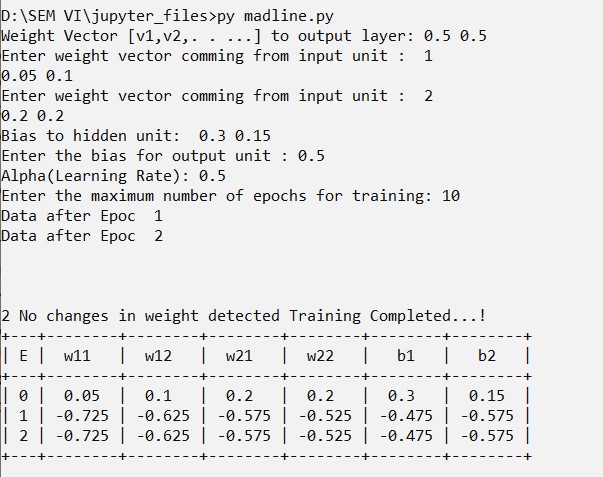 D:\SEM VI\jupyter_files>py madline.py
Weight Vector [v1,v2,. . ...] to output layer: 0.5 0.5
Enter weight vector comming from input unit :  1
0.05 0.1
Enter weight vector comming from input unit :  2
0.2 0.2
Bias to hidden unit:  0.3 0.15
Enter the bias for output unit : 0.5
Alpha(Learning Rate): 0.5
Enter the maximum number of epochs for training: 10
Data after Epoc  1
Data after Epoc  2
2 No changes in weight detected Training Completed...!
+---+--------+--------+--------+--------+--------+--------+
| E |  w11   |  w12   |  w21   |  w22   |   b1   |   b2   |
+---+--------+--------+--------+--------+--------+--------+
| 0 |  0.05  |  0.1   |  0.2   |  0.2   |  0.3   |  0.15  |
| 1 | -0.725 | -0.625 | -0.575 | -0.525 | -0.475 | -0.575 |
| 2 | -0.725 | -0.625 | -0.575 | -0.525 | -0.475 | -0.575 |
+---+--------+--------+--------+--------+--------+--------+